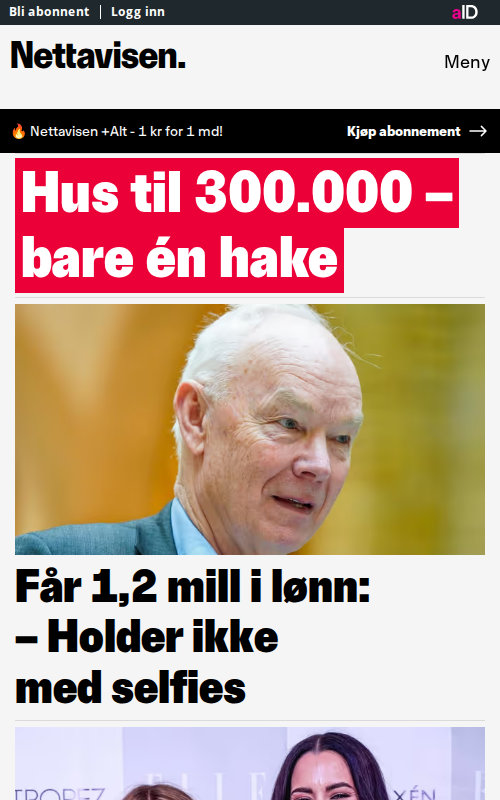 Bli abonnent | Logg inn
aID
Nettavisen.
Meny
🔥 Nettavisen +Alt - 1 kr for 1 md!
Kjøp abonnement →
Hus til 300.000 –
bare én hake
Får 1,2 mill i lønn:
– Holder ikke
med selfies
TROPEZ
ELLE
XÉN